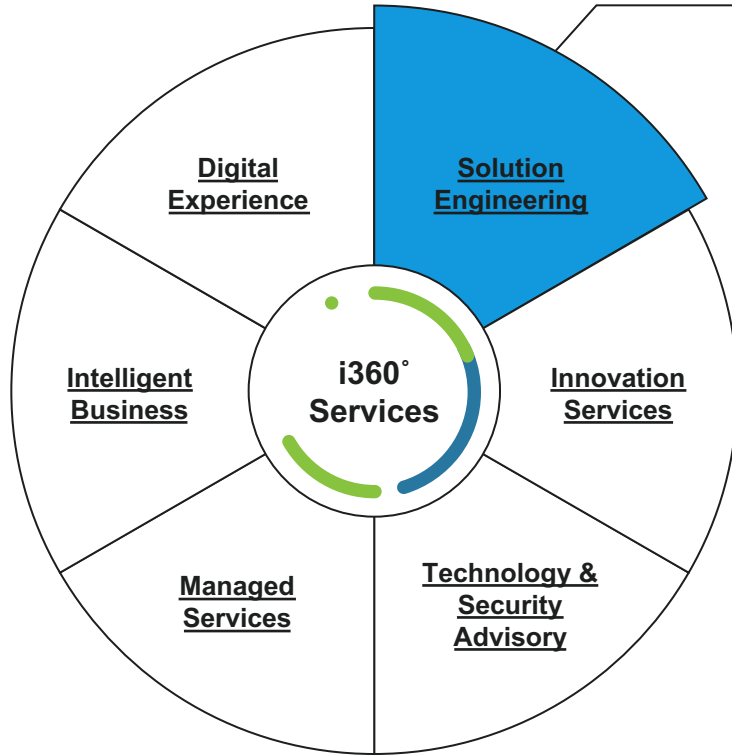 Digital
Experience
Solution
Engineering
Intelligent
Business
i360°
Services
Innovation
Services
Managed
Services
Technology &
Security
Advisory